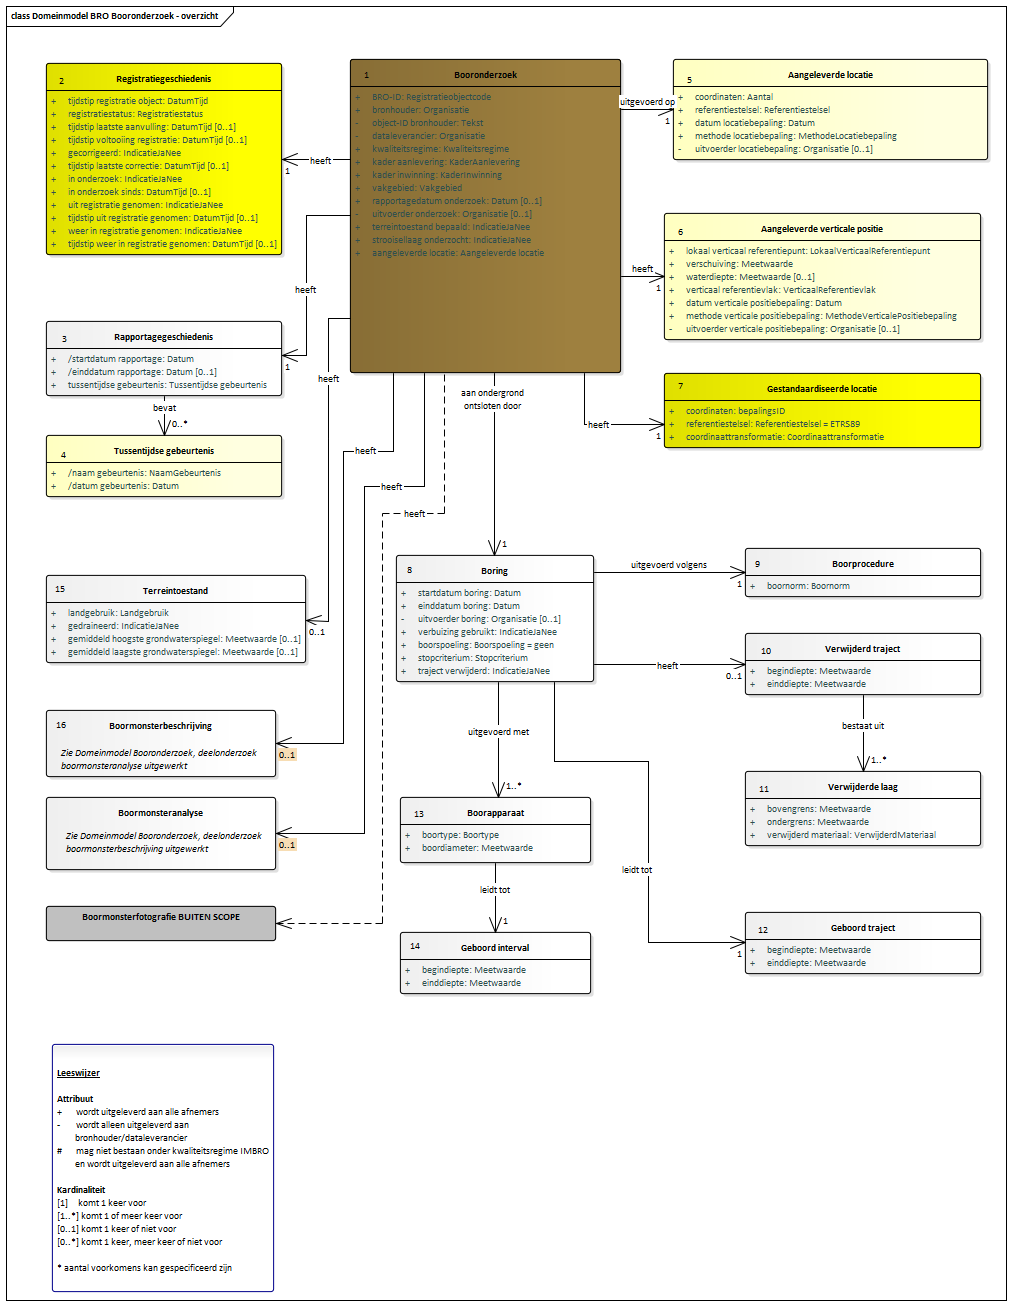 class Domeinmodel BRO Booronderzoek - overzicht
1 Booronderzoek
+ BRO-ID: Registratieobjectcode
+ bronhouder: Organisatie
- object-ID bronhouder: Tekst
- dataleverancier: Organisatie
+ kwaliteitsregime: Kwaliteitsregime
+ kader aanlevering: KaderAanlevering
+ kader inwinning: KaderInwinning
+ vakgebied: Vakgebied
+ rapportagedatum onderzoek: Datum [0..1]
- uitvoerder onderzoek: Organisatie [0..1]
+ terreintoestand bepaald: IndicatieJaNee
+ strooisellaag onderzocht: IndicatieJaNee
+ aangeleverde locatie: Aangeleverde locatie
2 Registratiegeschiedenis
+ tijdstip registratie object: DatumTijd
+ registratiestatus: Registratiestatus
+ tijdstip laatste aanvulling: DatumTijd [0..1]
+ tijdstip voltooiing registratie: DatumTijd [0..1]
+ gecorrigeerd: IndicatieJaNee
+ tijdstip laatste correctie: DatumTijd [0..1]
+ in onderzoek: IndicatieJaNee
+ in onderzoek sinds: DatumTijd [0..1]
+ uit registratie genomen: IndicatieJaNee
+ tijdstip uit registratie genomen: DatumTijd [0..1]
+ weer in registratie genomen: IndicatieJaNee
+ tijdstip weer in registratie genomen: DatumTijd [0..1]
heeft
1
uitgevoerd op
1
5 Aangeleverde locatie
+ coordinaten: Aantal
+ referentiestelsel: Referentiestelsel
+ datum locatiebepaling: Datum
+ methode locatiebepaling: MethodeLocatiebepaling
- uitvoerder locatiebepaling: Organisatie [0..1]
heeft
1
6 Aangeleverde verticale positie
+ lokaal verticaal referentiepunt: LokaalVerticaalReferentiepunt
+ verschuiving: Meetwaarde
+ waterdiepte: Meetwaarde [0..1]
+ verticaal referentievlak: VerticaalReferentievlak
+ datum verticale positiebepaling: Datum
+ methode verticale positiebepaling: MethodeVerticalePositiebepaling
- uitvoerder verticale positiebepaling: Organisatie [0..1]
heeft
1
3 Rapportagegeschiedenis
+ /startdatum rapportage: Datum
+ /einddatum rapportage: Datum [0..1]
+ tussentijdse gebeurtenis: Tussentijdse gebeurtenis
bevat
0..*
4 Tussentijdse gebeurtenis
+ /naam gebeurtenis: NaamGebeurtenis
+ /datum gebeurtenis: Datum
heeft
1
7 Gestandaardiseerde locatie
+ coordinaten: bepalingsID
+ referentiestelsel: Referentiestelsel = ETRS89
+ coordinaattransformatie: Coordinaattransformatie
heeft
0..1
15 Terreintoestand
+ landgebruik: Landgebruik
+ gedraineerd: IndicatieJaNee
+ gemiddeld hoogste grondwaterspiegel: Meetwaarde [0..1]
+ gemiddeld laagste grondwaterspiegel: Meetwaarde [0..1]
heeft
0..1
16 Boormonsterbeschrijving
Zie Domeinmodel Booronderzoek, deelonderzoek
boormonsteranalyse uitgewerkt
heeft
0..1
Boormonsteranalyse
Zie Domeinmodel Booronderzoek, deelonderzoek
boormonsterbeschrijving uitgewerkt
heeft
Boormonsterfotografie BUITEN SCOPE
aan ondergrond
ontsloten door
1
8 Boring
+ startdatum boring: Datum
+ einddatum boring: Datum
- uitvoerder boring: Organisatie [0..1]
+ verbuizing gebruikt: IndicatieJaNee
+ boorspoeling: Boorspoeling = geen
+ stopcriterium: Stopcriterium
+ traject verwijderd: IndicatieJaNee
uitgevoerd volgens
1
9 Boorprocedure
+ boornorm: Boornorm
heeft
0..1
10 Verwijderd traject
+ begindiepte: Meetwaarde
+ einddiepte: Meetwaarde
bestaat uit
1..*
11 Verwijderde laag
+ bovengrens: Meetwaarde
+ ondergrens: Meetwaarde
+ verwijderd materiaal: VerwijderdMateriaal
uitgevoerd met
1..*
13 Boorapparaat
+ boortype: Boortype
+ boordiameter: Meetwaarde
leidt tot
1
14 Geboord interval
+ begindiepte: Meetwaarde
+ einddiepte: Meetwaarde
leidt tot
1
12 Geboord traject
+ begindiepte: Meetwaarde
+ einddiepte: Meetwaarde
Leeswijzer
Attribuut
+ wordt uitgeleverd aan alle afnemers
- wordt alleen uitgeleverd aan
bronhouder/dataleverancier
# mag niet bestaan onder kwaliteitsregime IMBRO
en wordt uitgeleverd aan alle afnemers
Kardinaliteit
[1] komt 1 keer voor
[1..*] komt 1 of meer keer voor
[0..1] komt 1 keer of niet voor
[0..*] komt 1 keer, meer keer of niet voor
* aantal voorkomens kan gespecificeerd zijn